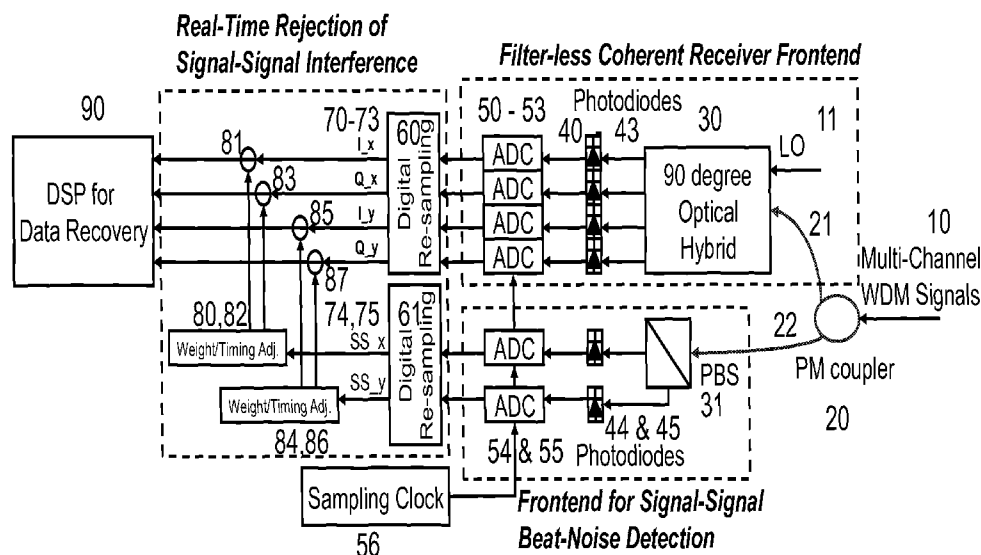 Real-Time Rejection of
Signal-Signal Interference
Filter-less Coherent Receiver Frontend
90
70-73
60
50 - 53
Photodiodes
40
43
30
11
LO
81
I_x
ADC
83
Q_x
ADC
85
I_y
ADC
87
Q_y
ADC
DSP for
Data Recovery
Digital
Re-sampling
90 degree
Optical
Hybrid
21
10
Multi-Channel
WDM Signals
80,82
74,75
61
22
PM coupler
20
Weight/Timing Adj.
SS_x
ADC
Weight/Timing Adj.
SS_y
ADC
Digital
Re-sampling
PBS
31
84,86
54 & 55
44 & 45
Photodiodes
Sampling Clock
56
Frontend for Signal-Signal
Beat-Noise Detection